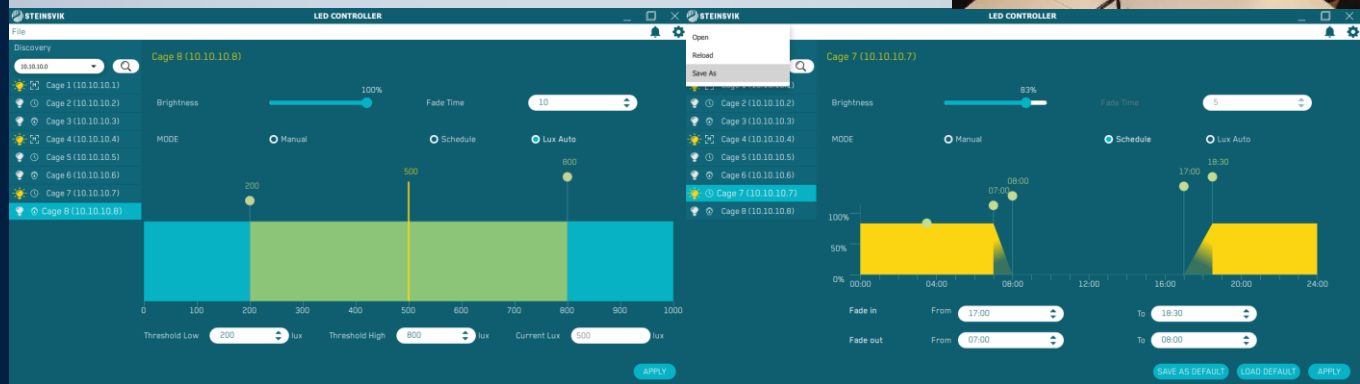 STEINSVIK
LED CONTROLLER
File
Discovery
10.10.10.0
Cage 1 (10.10.10.1)
Cage 2 (10.10.10.2)
Cage 3 (10.10.10.3)
Cage 4 (10.10.10.4)
Cage 5 (10.10.10.5)
Cage 6 (10.10.10.6)
Cage 7 (10.10.10.7)
Cage 8 (10.10.10.8)
Cage 8 (10.10.10.8)
Brightness
100%
Fade Time
10
MODE
Manual
Schedule
Lux Auto
200
500
800
0 100 200 300 400 500 600 700 800 900 1000
Threshold Low 200 lux
Threshold High 800 lux
Current Lux 500 lux
APPLY
STEINSVIK
LED CONTROLLER
Open
Reload
Save As
Cage 2 (10.10.10.2)
Cage 3 (10.10.10.3)
Cage 4 (10.10.10.4)
Cage 5 (10.10.10.5)
Cage 6 (10.10.10.6)
Cage 7 (10.10.10.7)
Cage 8 (10.10.10.8)
Cage 7 (10.10.10.7)
Brightness
83%
Fade Time
5
MODE
Manual
Schedule
Lux Auto
07:00
08:00
17:00
18:30
100%
50%
0%
00:00 04:00 08:00 12:00 16:00 20:00 24:00
Fade in From 17:00 To 18:30
Fade out From 07:00 To 08:00
SAVE AS DEFAULT
LOAD DEFAULT
APPLY